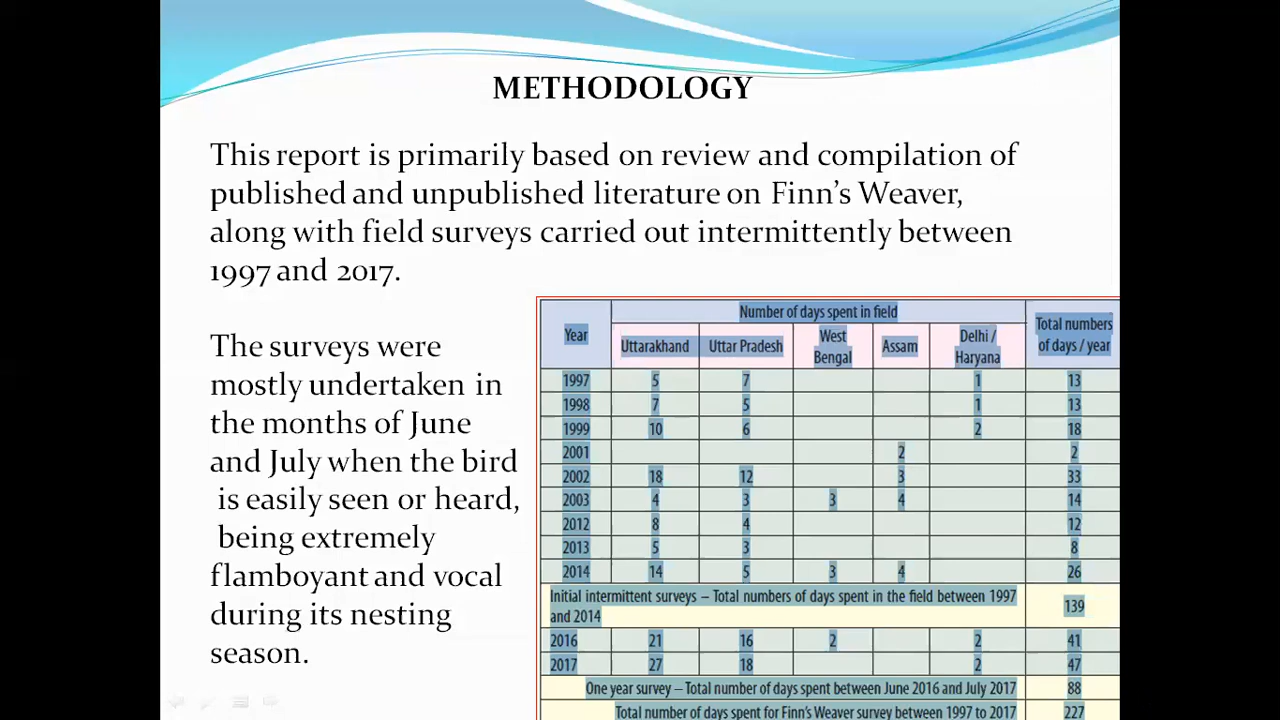 METHODOLOGY
This report is primarily based on review and compilation of
published and unpublished literature on Finn's Weaver,
along with field surveys carried out intermittently between
1997 and 2017.
The surveys were
mostly undertaken in
the months of June
and July when the bird
is easily seen or heard,
being extremely
flamboyant and vocal
during its nesting
season.
Year Number of days spent in field Total numbers of days / year
Uttarakhand Uttar Pradesh West Bengal Assam Delhi / Haryana
1997 5 7 1 13
1998 7 5 1 13
1999 10 6 2 18
2001 2 2
2002 18 12 3 33
2003 4 3 3 4 14
2012 8 4 12
2013 5 3 8
2014 14 5 3 4 26
Initial intermittent surveys – Total numbers of days spent in the field between 1997
and 2014 139
2016 21 16 2 2 41
2017 27 18 2 47
One year survey – Total number of days spent between June 2016 and July 2017 88
Total number of days spent for Finn's Weaver survey between 1997 to 2017 227